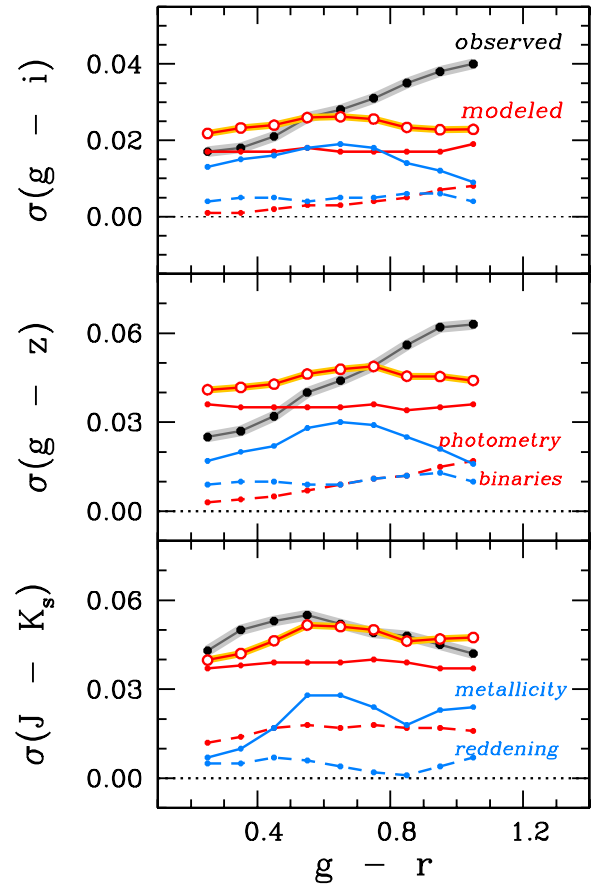 observed
modeled
0.04
0.02
0.00
σ(g − i)
0.06
0.03
0.00
σ(g − z)
photometry
binaries
0.06
0.03
0.00
σ(J − Ks)
metallicity
reddening
0.4 0.8 1.2
g − r